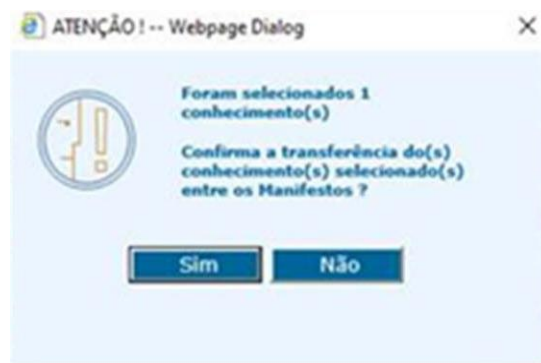 ATENÇÃO ! -- Webpage Dialog
Foram selecionados 1
conhecimento(s)
Confirma a transferência do(s)
conhecimento(s) selecionado(s)
entre os Manifestos ?
Sim Não